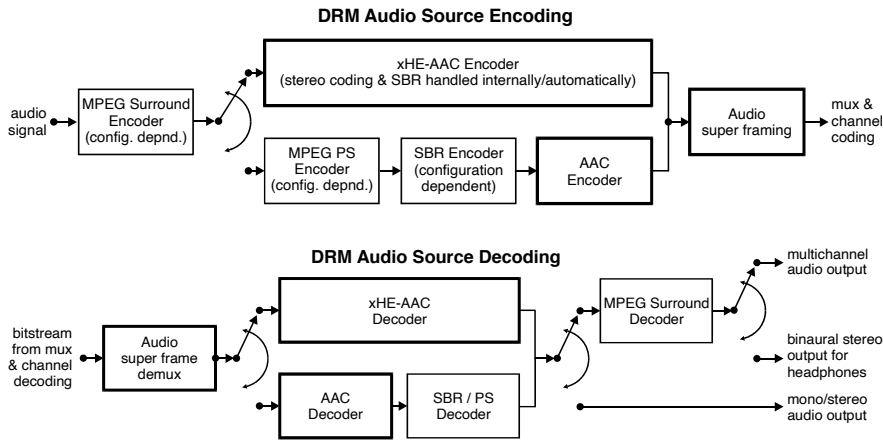 DRM Audio Source Encoding
xHE-AAC Encoder
(stereo coding & SBR handled internally/automatically)
audio
signal
MPEG Surround
Encoder
(config. depnd.)
Audio
super framing
mux &
channel
coding
MPEG PS
Encoder
(config. depnd.)
SBR Encoder
(configuration
dependent)
AAC
Encoder
DRM Audio Source Decoding
multichannel
audio output
xHE-AAC
Decoder
MPEG Surround
Decoder
bitstream
from mux
& channel
decoding
Audio
super frame
demux
binaural stereo
output for
headphones
AAC
Decoder
SBR / PS
Decoder
mono/stereo
audio output